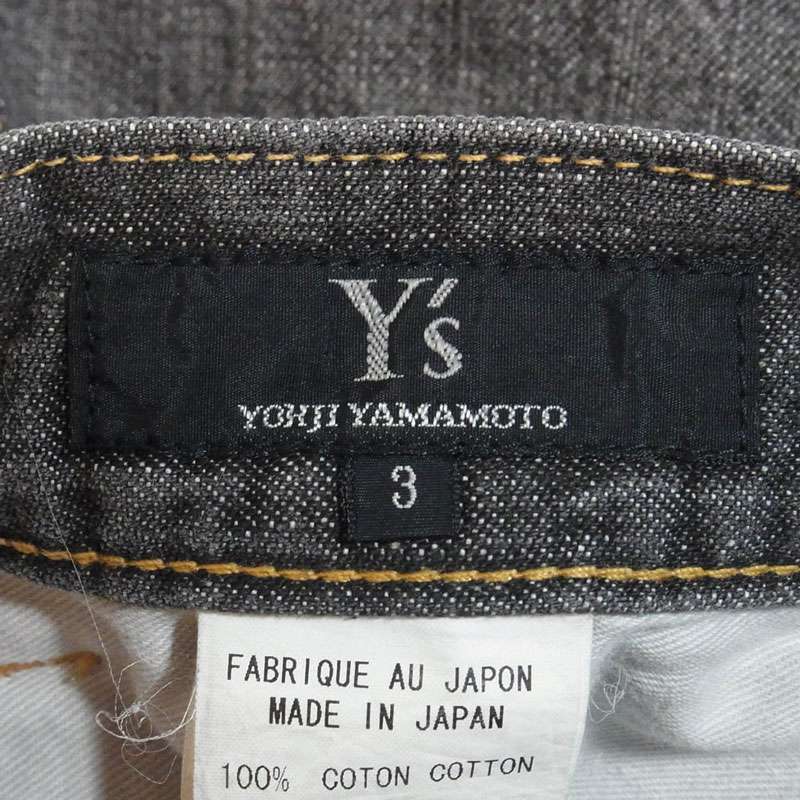 Y's
YOHJI YAMAMOTO
3
FABRIQUE AU JAPON
MADE IN JAPAN
100% COTON COTTON